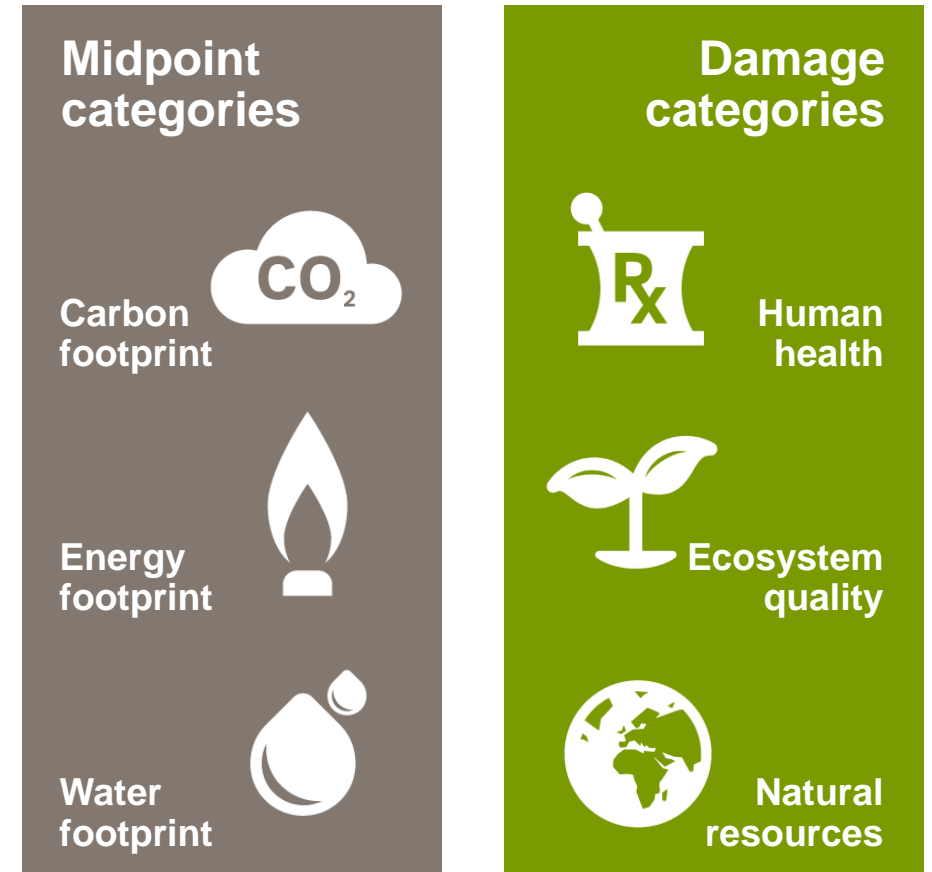 Midpoint
categories
CO₂
Carbon
footprint
Energy
footprint
Water
footprint
Damage
categories
Rx
Human
health
Ecosystem
quality
Natural
resources